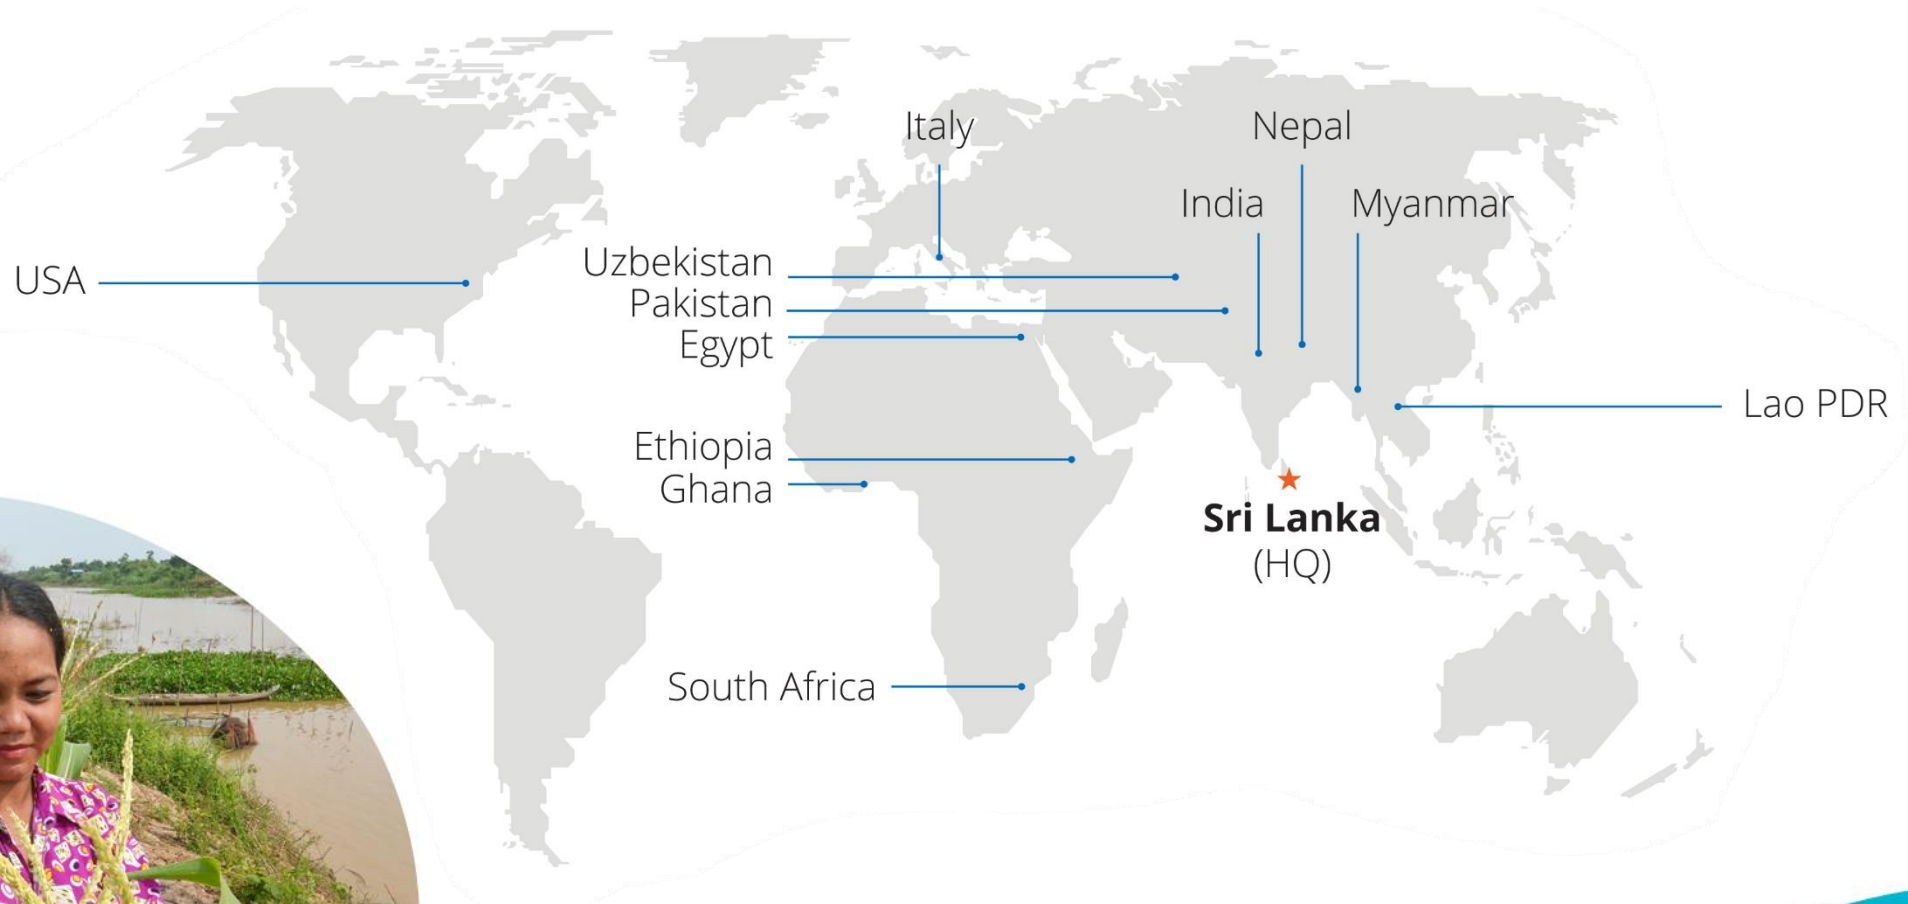 Italy
Nepal
India
Myanmar
Uzbekistan
USA
Pakistan
Egypt
Lao PDR
Ethiopia
Ghana
Sri Lanka
(HQ)
South Africa